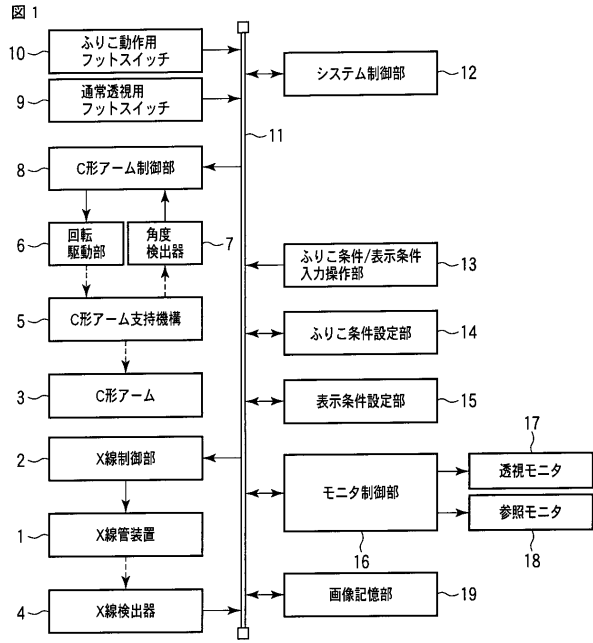 図1
10
ふりこ動作用
フットスイッチ
9
通常透視用
フットスイッチ
システム制御部
12
11
8
C形アーム制御部
6
回転
駆動部
角度
検出器
7
ふりこ条件/表示条件
入力操作部
13
5
C形アーム支持機構
ふりこ条件設定部
14
3
C形アーム
表示条件設定部
15
2
X線制御部
モニタ制御部
16
17
透視モニタ
参照モニタ
18
1
X線管装置
4
X線検出器
画像記憶部
19